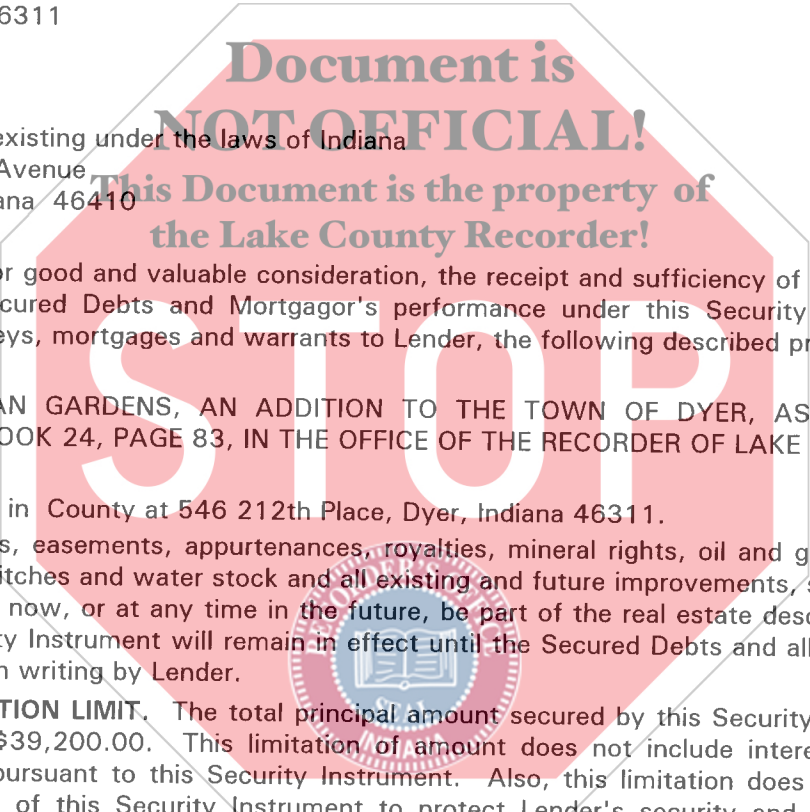 6311
Document is
NOT OFFICIAL!
existing under the laws of Indiana
Avenue
This Document is the property of
ana 46410
the Lake County Recorder!
or good and valuable consideration, the receipt and sufficiency of
cured Debts and Mortgagor's performance under this Security
eys, mortgages and warrants to Lender, the following described pr
STOP
AN GARDENS, AN ADDITION TO THE TOWN OF DYER, AS
OOK 24, PAGE 83, IN THE OFFICE OF THE RECORDER OF LAKE
in County at 546 212th Place, Dyer, Indiana 46311.
s, easements, appurtenances, royalties, mineral rights, oil and g
itches and water stock and all existing and future improvements, s
now, or at any time in the future, be part of the real estate desc
ty Instrument will remain in effect until the Secured Debts and all
n writing by Lender.
SEAL
INDIANA
TION LIMIT. The total principal amount secured by this Security
$39,200.00. This limitation of amount does not include intere
pursuant to this Security Instrument. Also, this limitation does
of this Security Instrument to protect Lender's security and